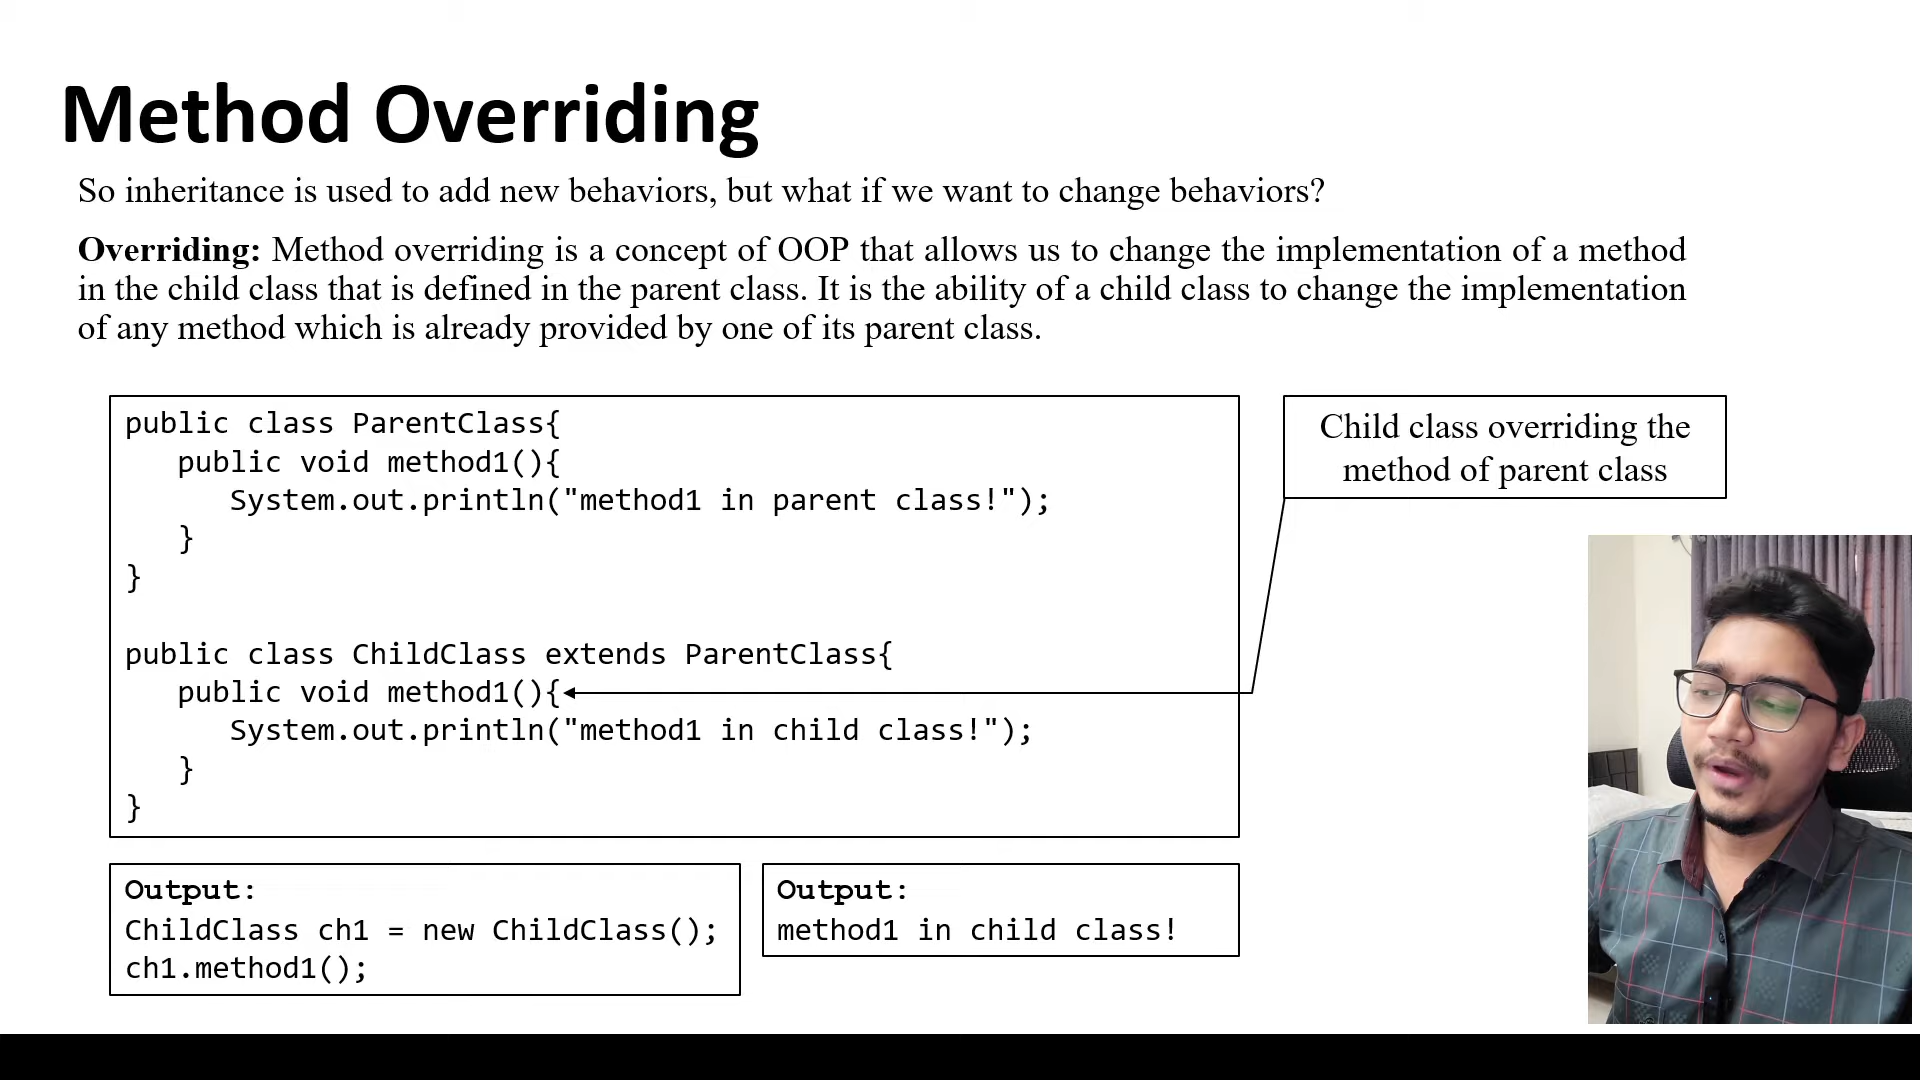 Method Overriding
So inheritance is used to add new behaviors, but what if we want to change behaviors?
Overriding: Method overriding is a concept of OOP that allows us to change the implementation of a method
in the child class that is defined in the parent class. It is the ability of a child class to change the implementation
of any method which is already provided by one of its parent class.
public class ParentClass{
   public void method1(){
      System.out.println("method1 in parent class!");
   }
}
public class ChildClass extends ParentClass{
   public void method1(){
      System.out.println("method1 in child class!");
   }
}
Child class overriding the
method of parent class
Output:
ChildClass ch1 = new ChildClass();
ch1.method1();
Output:
method1 in child class!